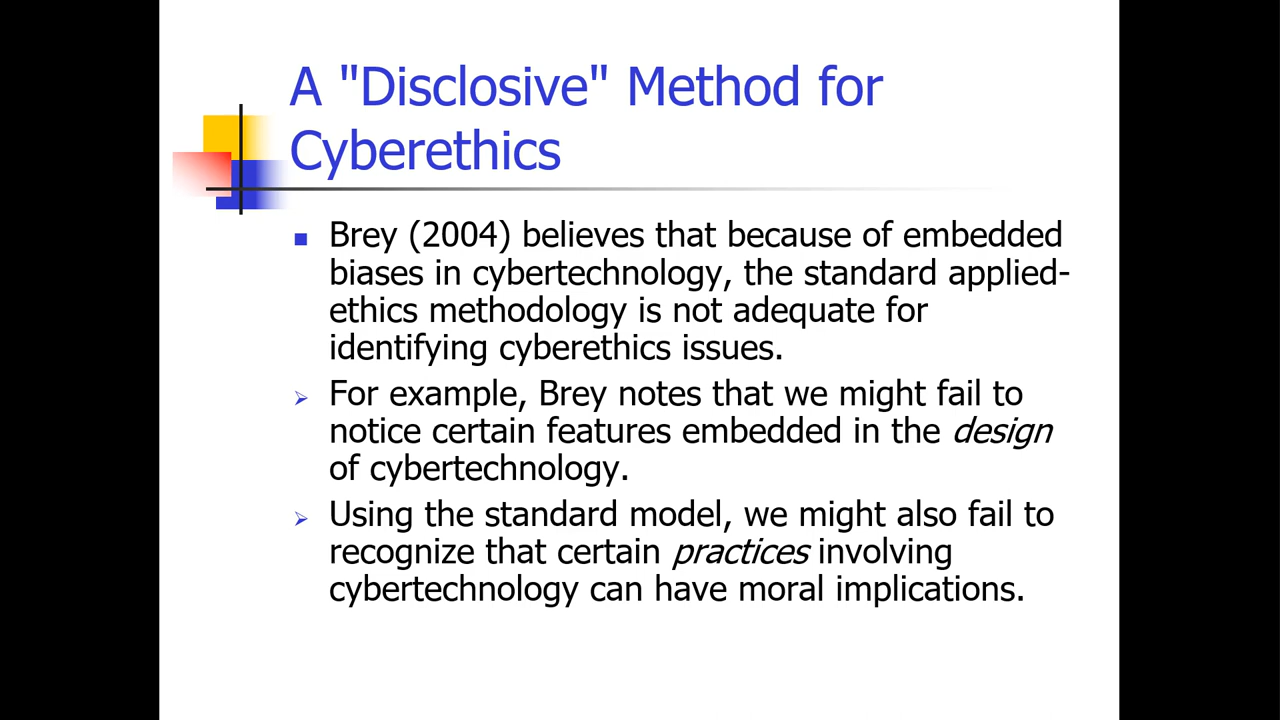 A "Disclosive" Method for
Cyberethics
Brey (2004) believes that because of embedded
biases in cybertechnology, the standard applied-
ethics methodology is not adequate for
identifying cyberethics issues.
For example, Brey notes that we might fail to
notice certain features embedded in the design
of cybertechnology.
Using the standard model, we might also fail to
recognize that certain practices involving
cybertechnology can have moral implications.